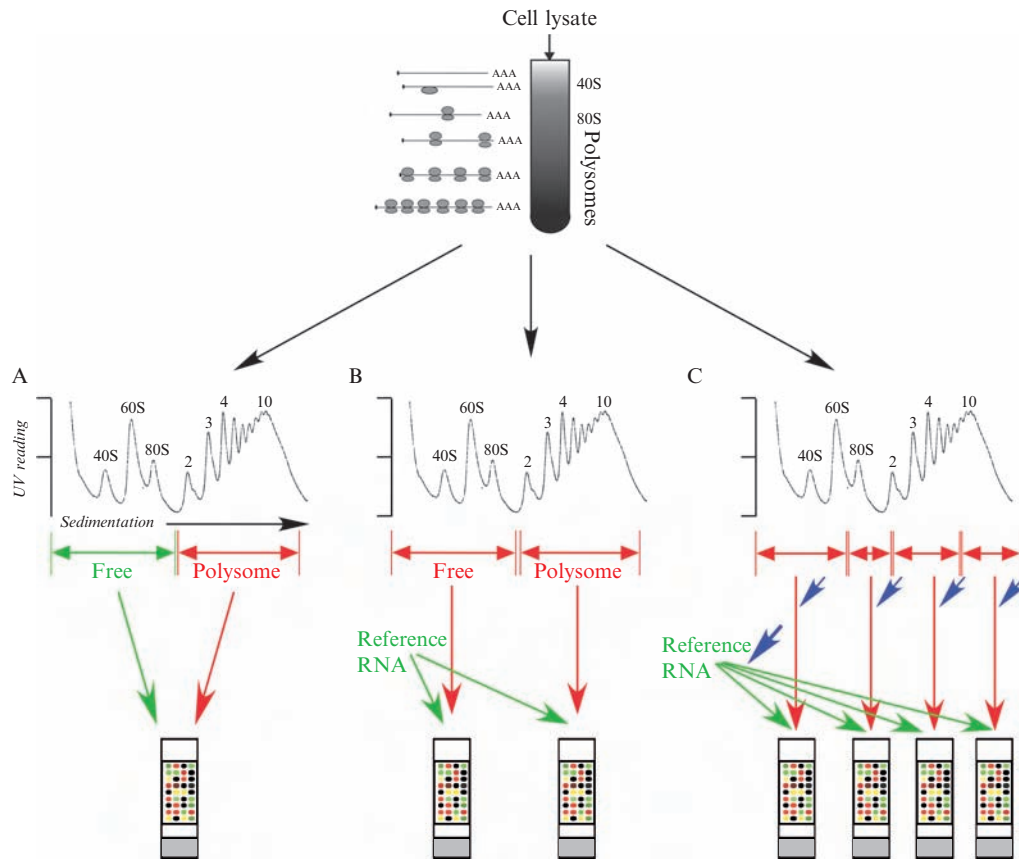 Cell lysate
AAA
AAA
AAA
AAA
AAA
AAA
40S
80S
Polysomes
A
UV reading
40S
60S
80S
2
3
4
10
Sedimentation
Free
Polysome
B
40S
60S
80S
2
3
4
10
Free
Polysome
Reference
RNA
C
40S
60S
80S
2
3
4
10
Reference
RNA